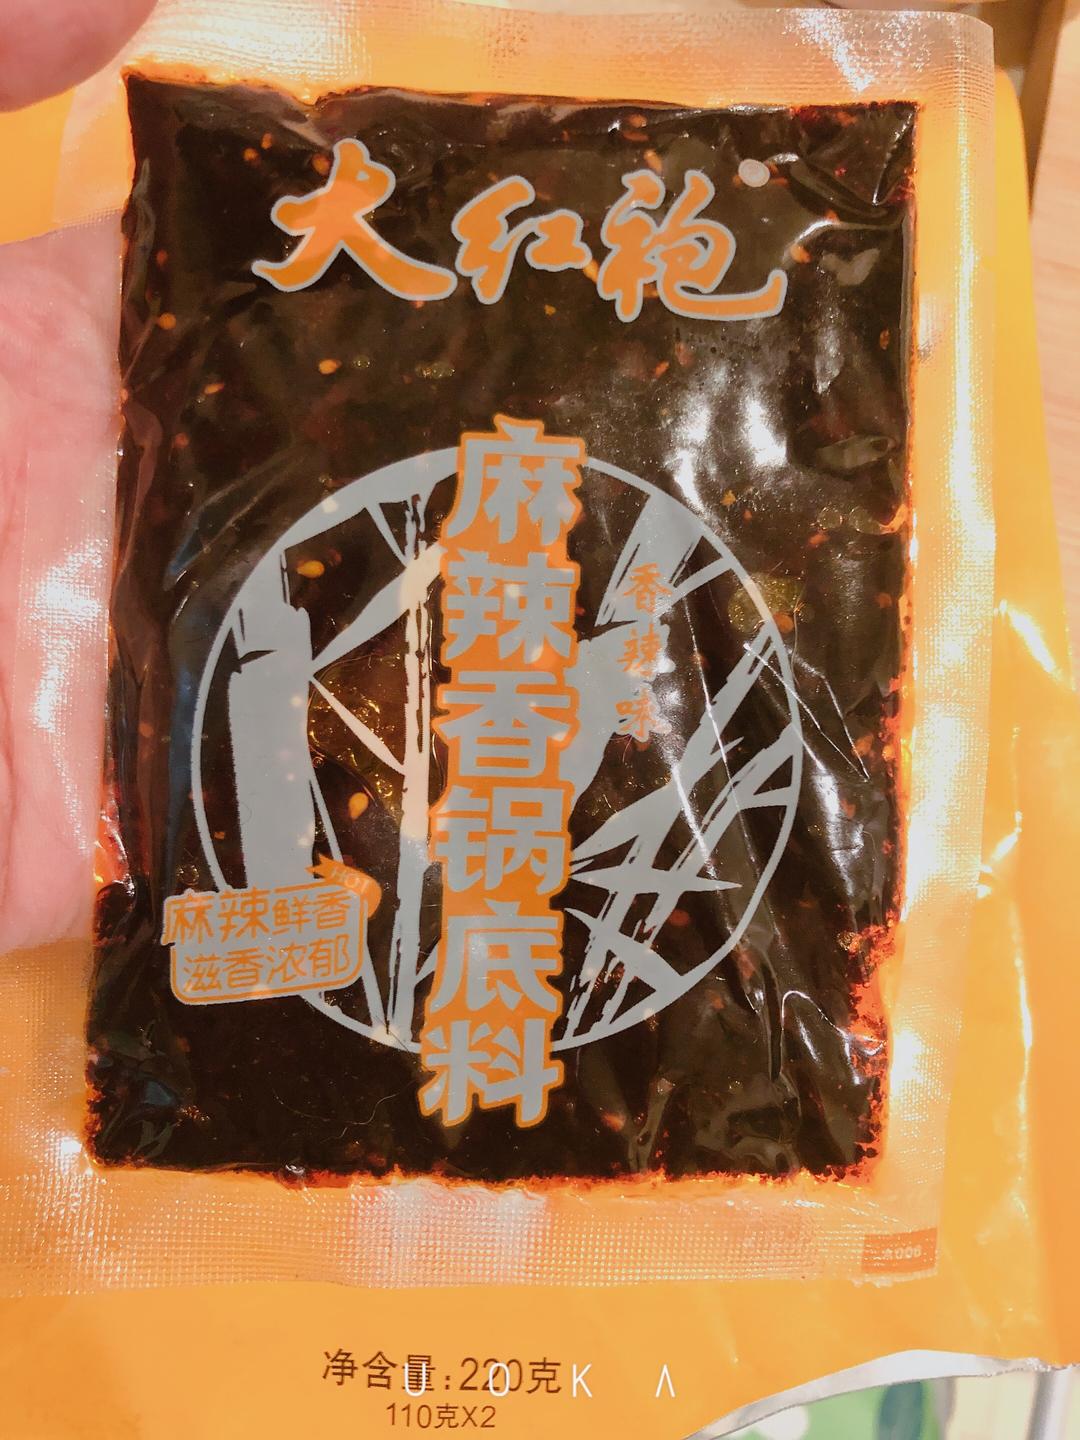 大红袍
麻辣香锅底料
香辣味
HOT
麻辣鲜香
滋香浓郁
净含量:220克
110克X2
UOKA